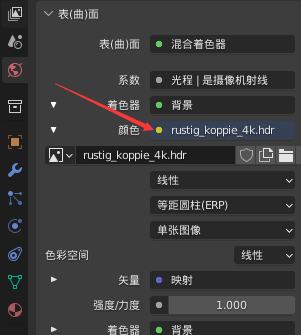 表(曲)面
表(曲)面 混合着色器
系数 光程 | 是摄像机射线
着色器 背景
颜色 rustig_koppie_4k.hdr
rustig_koppie_4k.hdr
线性
等距圆柱(ERP)
单张图像
色彩空间 线性
矢量 映射
强度/力度 1.000
着色器 背景